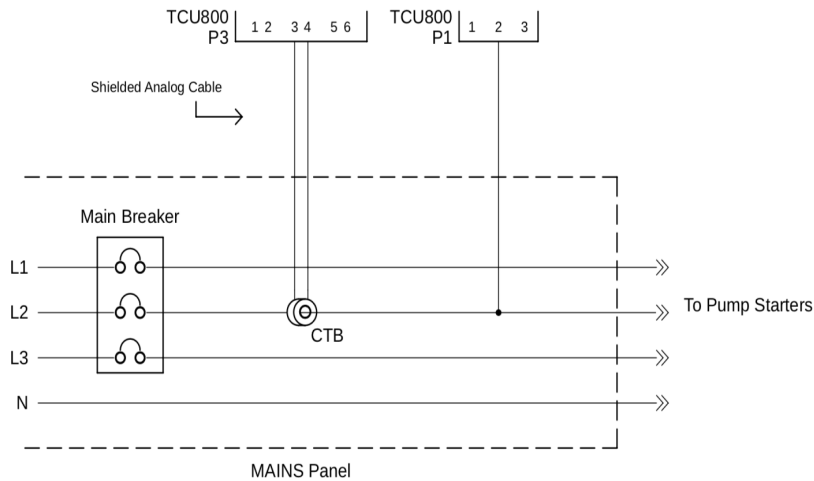 TCU800
P3
1 2 3 4 5 6
TCU800
P1
1 2 3
Shielded Analog Cable
Main Breaker
L1
L2
L3
N
CTB
To Pump Starters
MAINS Panel